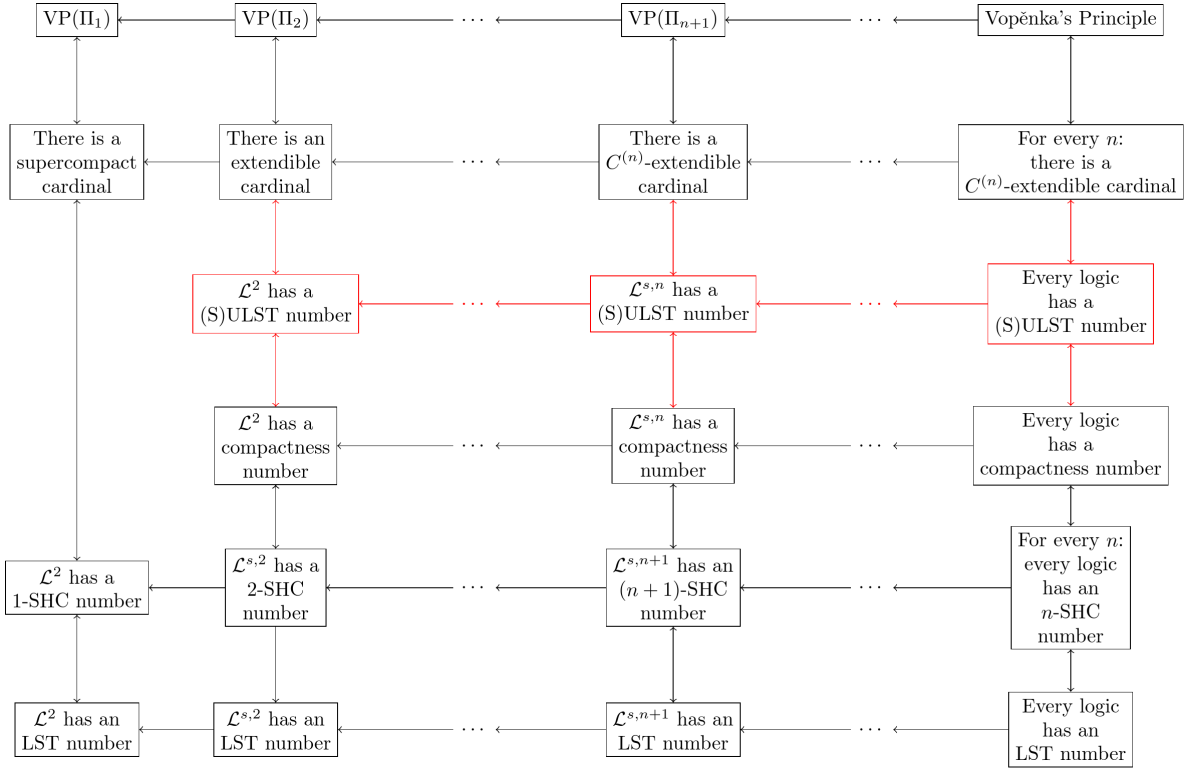 VP(Π₁)
VP(Π₂)
···
VP(Πₙ₊₁)
···
Vopěnka's Principle
There is a
supercompact
cardinal
There is an
extendible
cardinal
···
There is a
C⁽ⁿ⁾-extendible
cardinal
···
For every n:
there is a
C⁽ⁿ⁾-extendible cardinal
ℒ² has a
(S)ULST number
···
ℒˢ,ⁿ has a
(S)ULST number
···
Every logic
has a
(S)ULST number
ℒ² has a
compactness
number
···
ℒˢ,ⁿ has a
compactness
number
···
Every logic
has a
compactness number
ℒ² has a
1-SHC number
ℒˢ,² has a
2-SHC
number
···
ℒˢ,ⁿ⁺¹ has an
(n + 1)-SHC
number
···
For every n:
every logic
has an
n-SHC
number
ℒ² has an
LST number
ℒˢ,² has an
LST number
···
ℒˢ,ⁿ⁺¹ has an
LST number
···
Every logic
has an
LST number